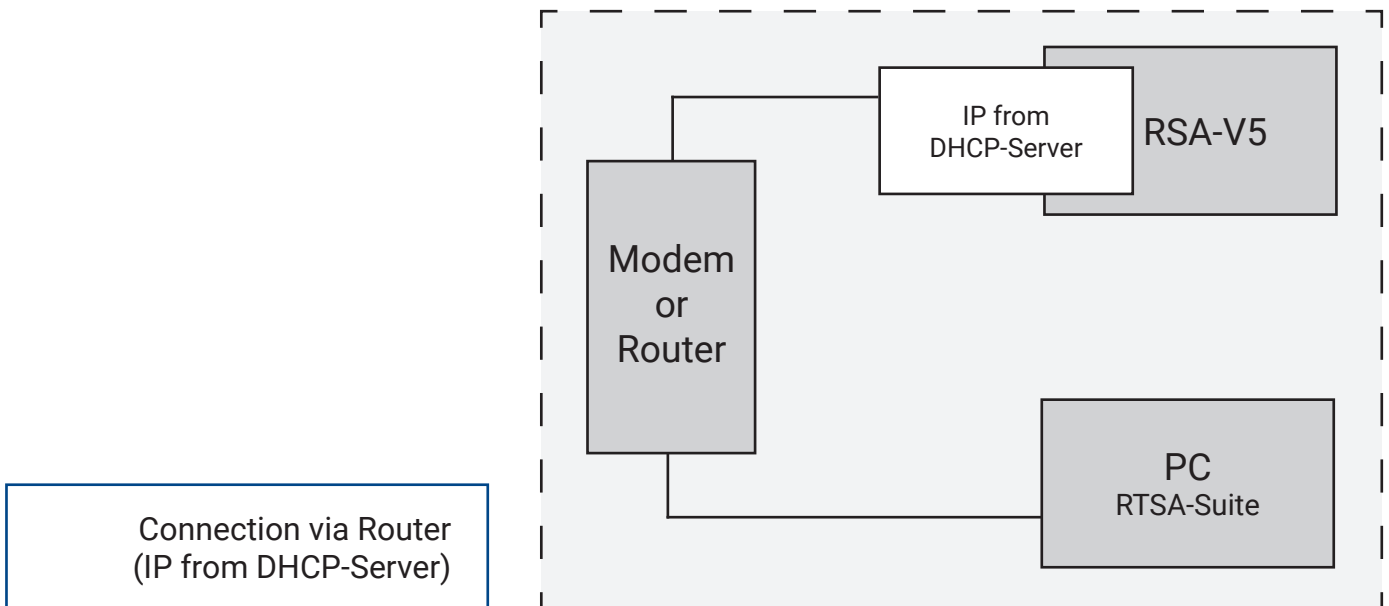 IP from
DHCP-Server
RSA-V5
Modem
or
Router
PC
RTSA-Suite
Connection via Router
(IP from DHCP-Server)